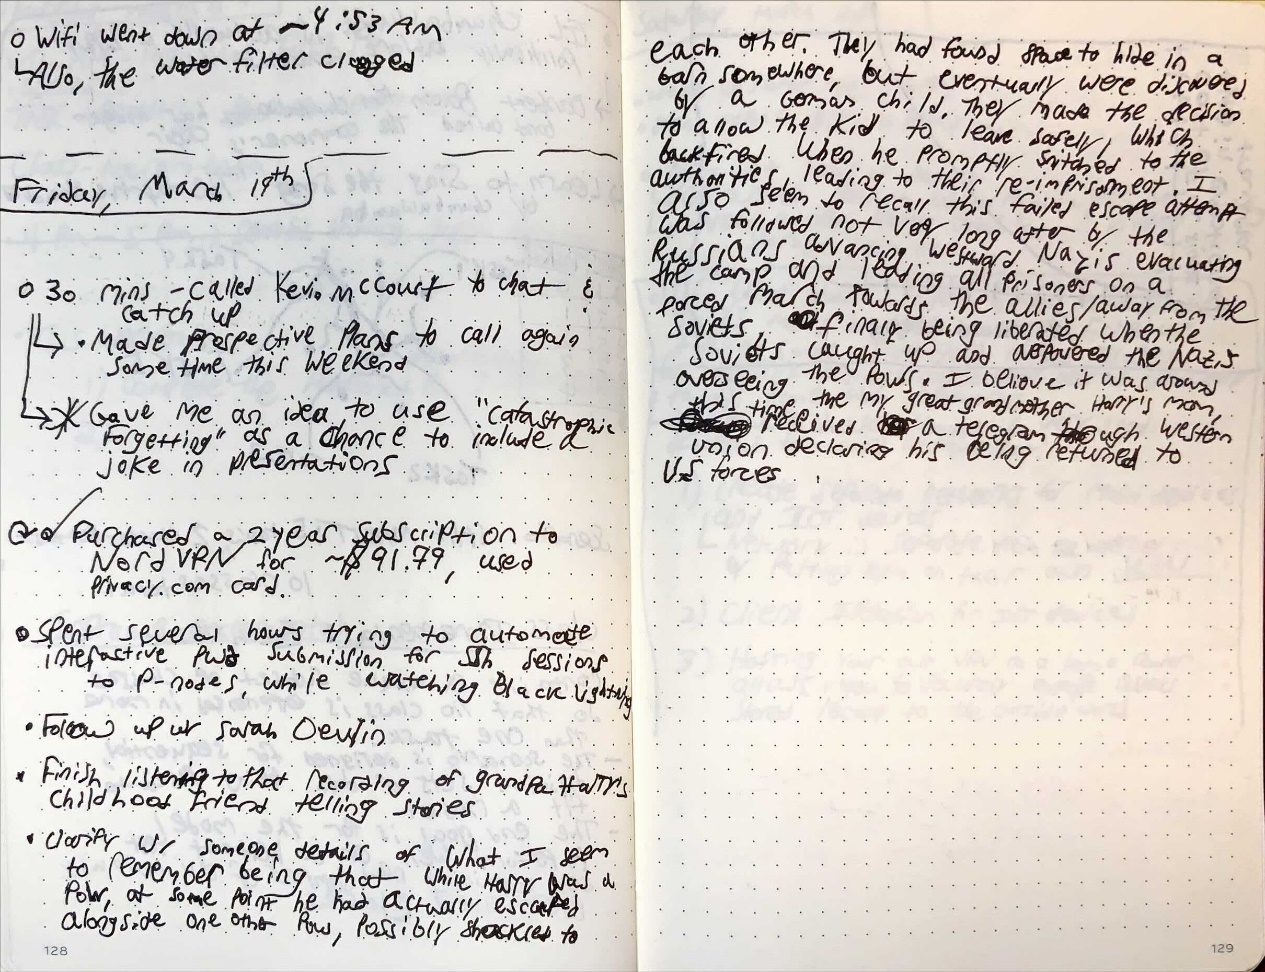 o Wifi went down at ~4:53 AM
↳ Also, the water filter clogged
Friday, March 19th
o 30 mins - called Kevin McCourt to chat &
catch up
↳ • Made prospective plans to call again
some time this weekend
↳ * Gave me an idea to use "catastrophic
forgetting" as a chance to include a
joke in presentations
Purchased a 2 year subscription to
Nord VPN for ~$91.79, used
privacy.com card.
• Spent several hours trying to automate
interactive pwd submission for ssh sessions
to P-nodes, while watching Black Lightning
• Follow up w/ Sarah Devlin
• Finish listening to that recording of grandpa Harry's
childhood friend telling stories
• Clarify w/ someone details of what I seem
to remember being that while Harry was a
POW, at some point he had actually escaped
alongside one other POW, possibly shackled to
128
each other. They had found space to hide in a
barn somewhere, but eventually were discovered
by a German child. They made the decision
to allow the kid to leave safely, which
backfired when he promptly snitched to the
authorities, leading to their re-imprisonment. I
also seem to recall this failed escape attempt
was followed not very long after by the
Russians advancing westward, Nazis evacuating
the camp and leading all prisoners on a
forced march towards the allies/away from the
Soviets, finally being liberated when the
Soviets caught up and overpowered the Nazis
overseeing the POWs. I believe it was around
this time the my great grandmother Harry's mom,
received a telegram through Western
union declaring his being returned to
U.S forces
129